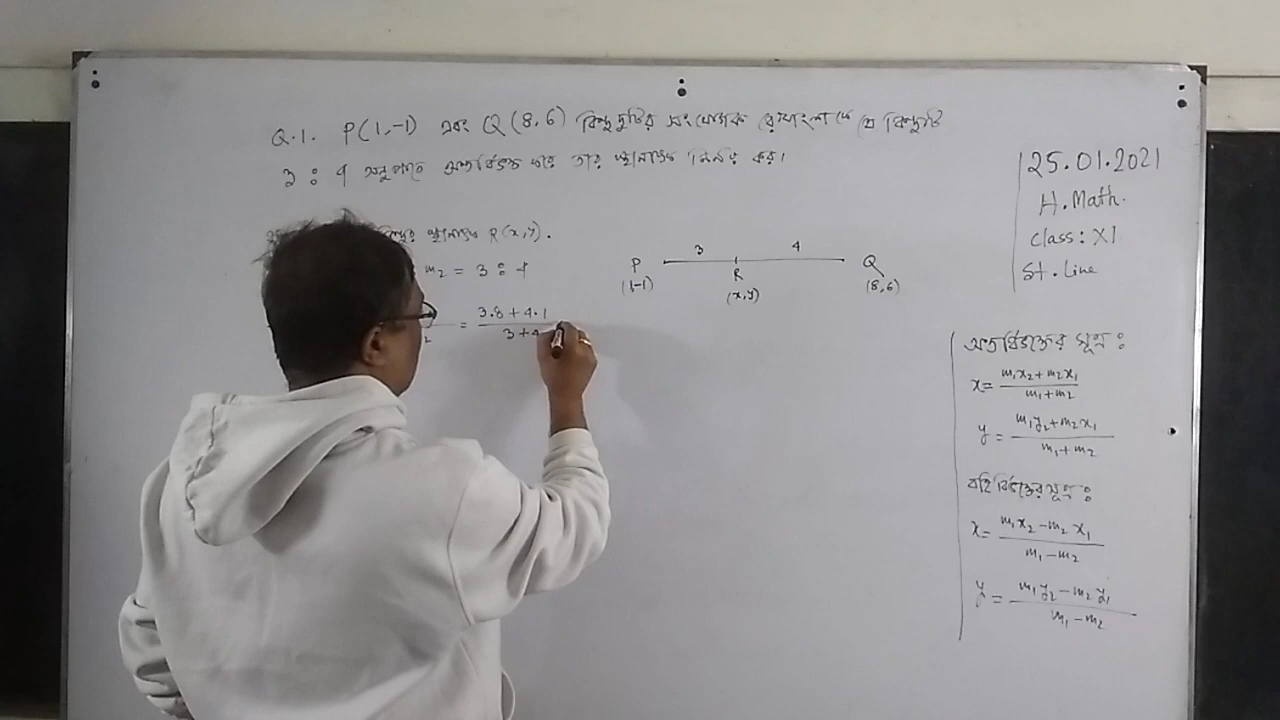 Q.1. P(1,-1) এবং Q(8,6) বিন্দুদুটির সংযোজক রেখাংশকে যে বিন্দুটি
3 : 4 অনুপাতে অন্তর্বিভক্ত করে তার স্থানাঙ্ক নির্ণয় কর।
বিন্দুর স্থানাঙ্ক R(x,y).
m₂ = 3 : 4
= (3.8 + 4.1)/(3+4
3 4
P R Q
(1,-1) (x,y) (8,6)
25.01.2021
H. Math.
class: XI
St. Line
অন্তর্বিভক্তের সূত্র :
x = (m₁x₂ + m₂x₁)/(m₁ + m₂)
y = (m₁y₂ + m₂x₁)/(m₁ + m₂)
বহির্বিভক্তের সূত্র :
x = (m₁x₂ - m₂x₁)/(m₁ - m₂)
y = (m₁y₂ - m₂y₁)/(m₁ - m₂)